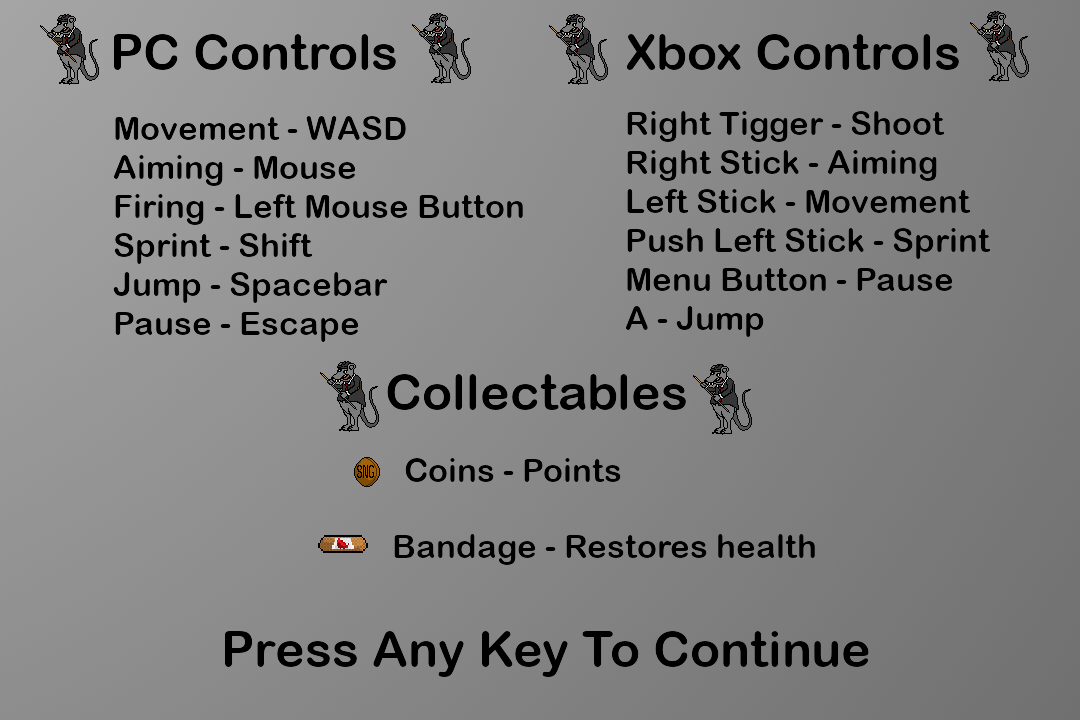 PC Controls
Movement - WASD
Aiming - Mouse
Firing - Left Mouse Button
Sprint - Shift
Jump - Spacebar
Pause - Escape
Xbox Controls
Right Tigger - Shoot
Right Stick - Aiming
Left Stick - Movement
Push Left Stick - Sprint
Menu Button - Pause
A - Jump
Collectables
SNG
Coins - Points
Bandage - Restores health
Press Any Key To Continue